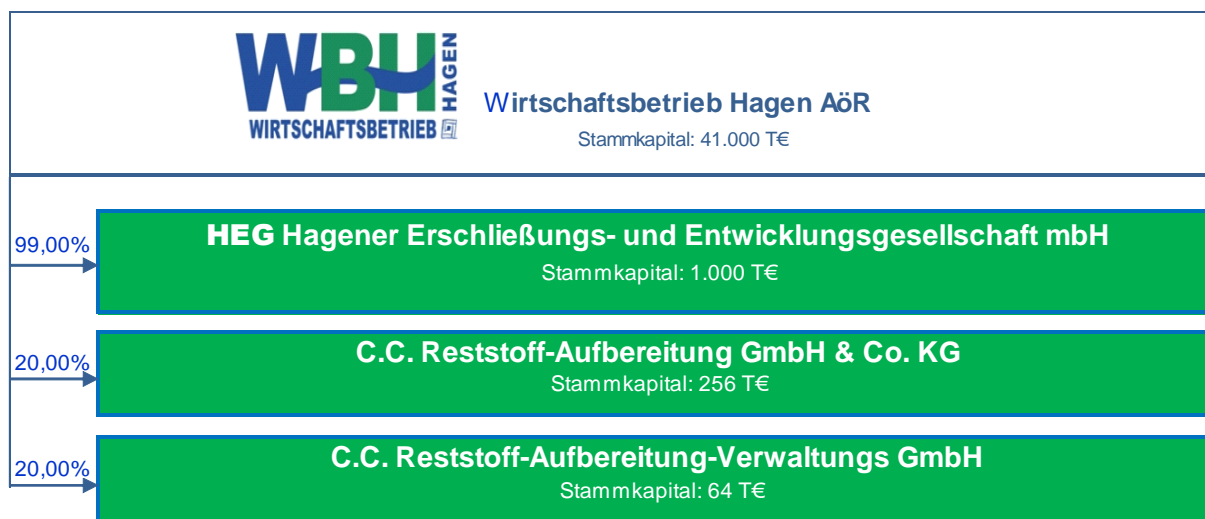 WBH HAGEN
WIRTSCHAFTSBETRIEB
Wirtschaftsbetrieb Hagen AöR
Stammkapital: 41.000 T€
99,00%
HEG Hagener Erschließungs- und Entwicklungsgesellschaft mbH
Stammkapital: 1.000 T€
20,00%
C.C. Reststoff-Aufbereitung GmbH & Co. KG
Stammkapital: 256 T€
20,00%
C.C. Reststoff-Aufbereitung-Verwaltungs GmbH
Stammkapital: 64 T€